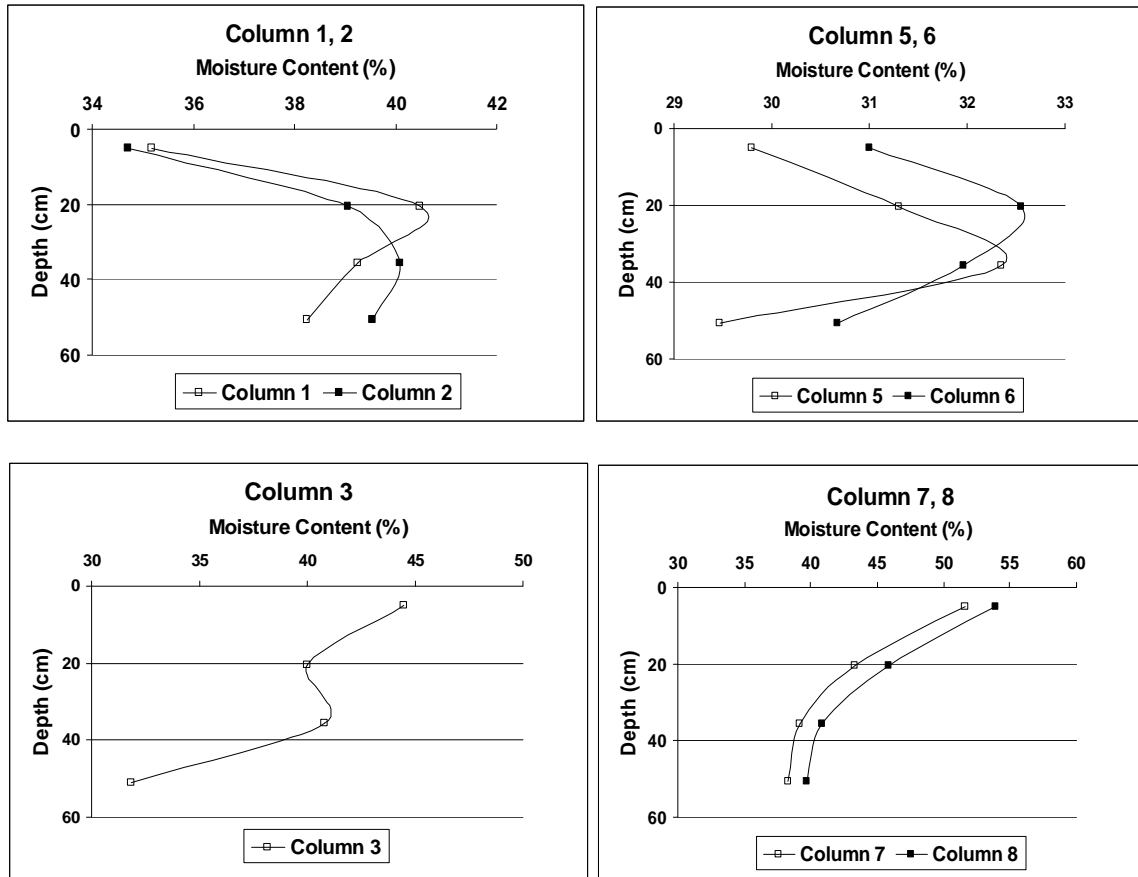 Column 1, 2
Moisture Content (%)
34 36 38 40 42
0
20
40
60
Depth (cm)
Column 1 Column 2
Column 5, 6
Moisture Content (%)
29 30 31 32 33
0
20
40
60
Depth (cm)
Column 5 Column 6
Column 3
Moisture Content (%)
30 35 40 45 50
0
20
40
60
Depth (cm)
Column 3
Column 7, 8
Moisture Content (%)
30 35 40 45 50 55 60
0
20
40
60
Depth (cm)
Column 7 Column 8